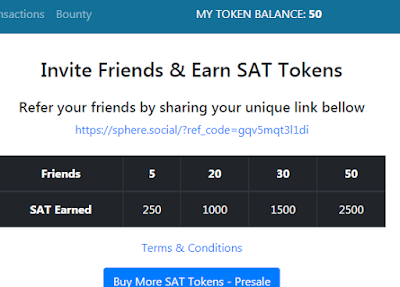 nsactions Bounty MY TOKEN BALANCE: 50
Invite Friends & Earn SAT Tokens
Refer your friends by sharing your unique link bellow
https://sphere.social/?ref_code=gqv5mqt3l1di
Friends 5 20 30 50
SAT Earned 250 1000 1500 2500
Terms & Conditions
Buy More SAT Tokens - Presale